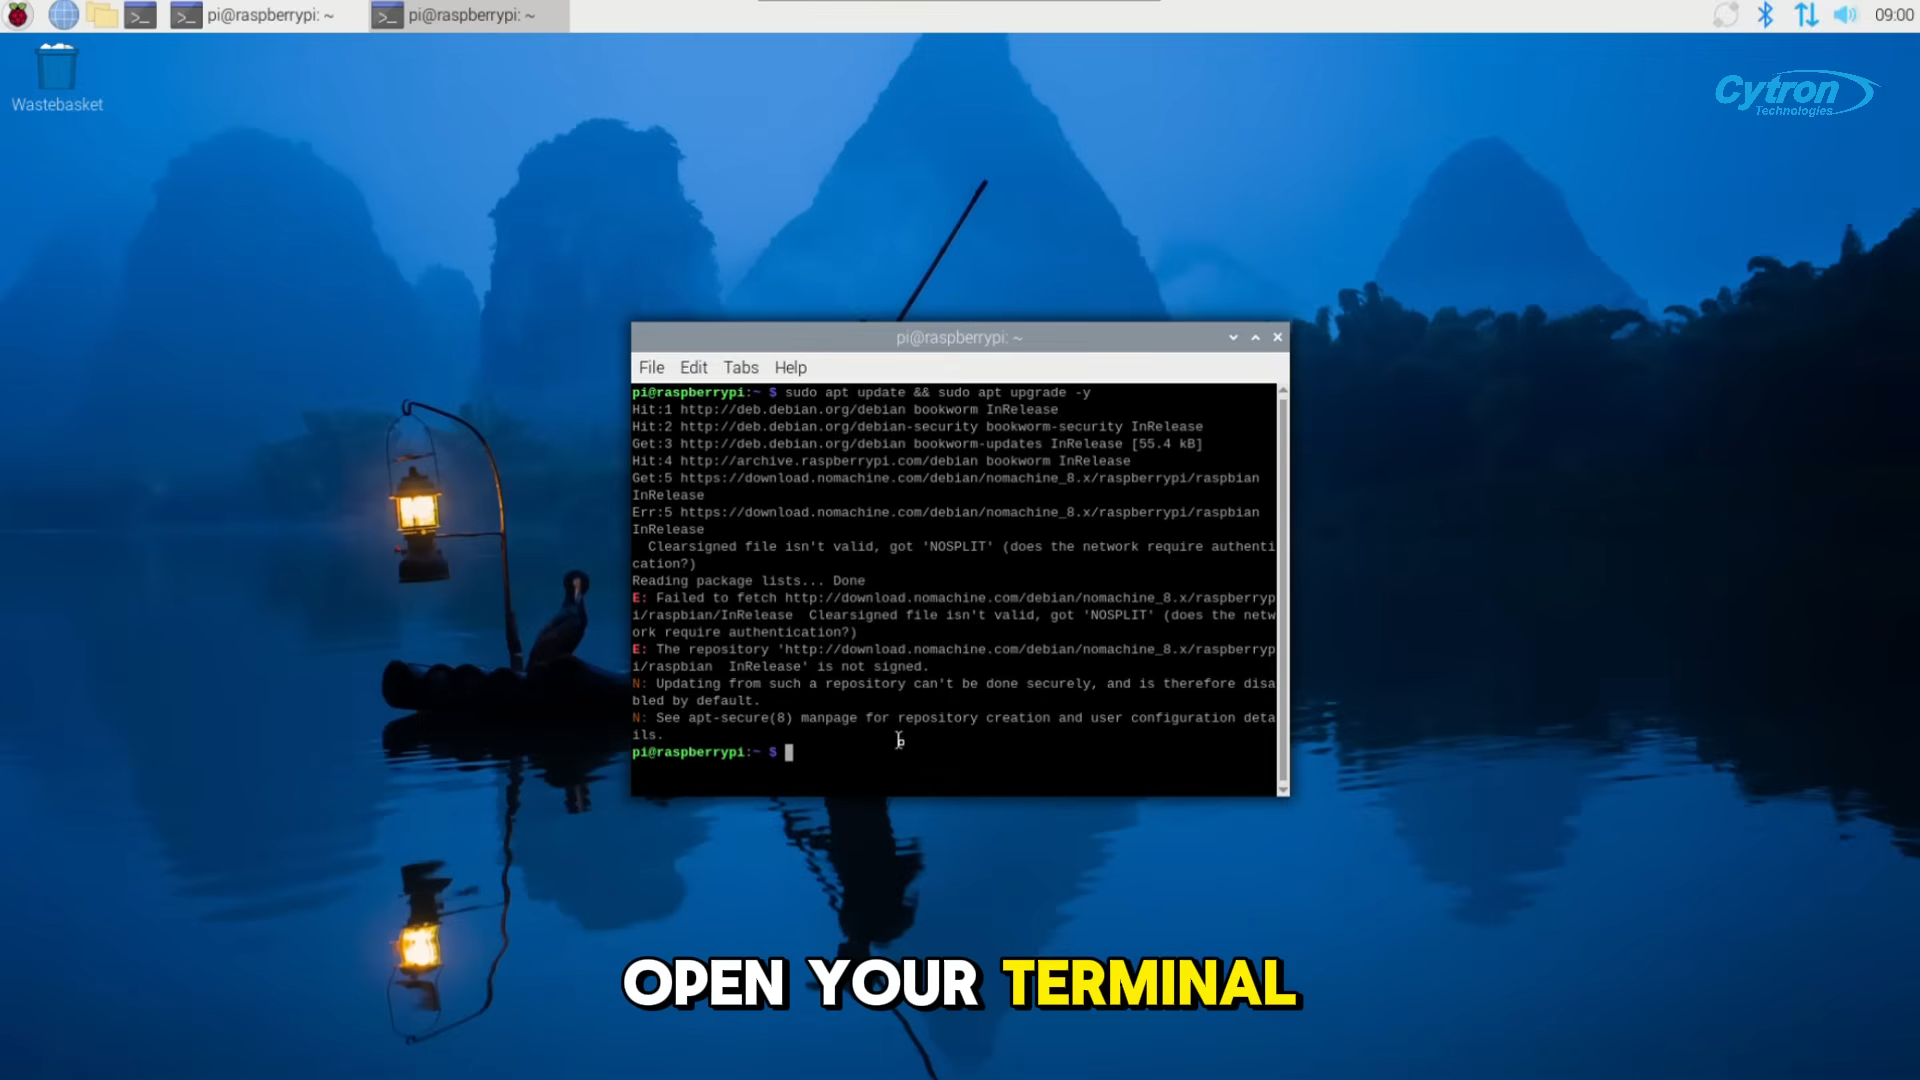 pi@raspberrypi: ~
pi@raspberrypi: ~
09:00
Wastebasket
Cytron
Technologies
pi@raspberrypi: ~
File Edit Tabs Help
pi@raspberrypi:~ $ sudo apt update && sudo apt upgrade -y
Hit:1 http://deb.debian.org/debian bookworm InRelease
Hit:2 http://deb.debian.org/debian-security bookworm-security InRelease
Get:3 http://deb.debian.org/debian bookworm-updates InRelease [55.4 kB]
Hit:4 http://archive.raspberrypi.com/debian bookworm InRelease
Get:5 https://download.nomachine.com/debian/nomachine_8.x/raspberrypi/raspbian
InRelease
Err:5 https://download.nomachine.com/debian/nomachine_8.x/raspberrypi/raspbian
InRelease
Clearsigned file isn't valid, got 'NOSPLIT' (does the network require authenti
cation?)
Reading package lists... Done
E: Failed to fetch http://download.nomachine.com/debian/nomachine_8.x/raspberryp
i/raspbian/InRelease Clearsigned file isn't valid, got 'NOSPLIT' (does the netw
ork require authentication?)
E: The repository 'http://download.nomachine.com/debian/nomachine_8.x/raspberryp
i/raspbian InRelease' is not signed.
N: Updating from such a repository can't be done securely, and is therefore disa
bled by default.
N: See apt-secure(8) manpage for repository creation and user configuration deta
ils.
pi@raspberrypi:~ $
OPEN YOUR TERMINAL